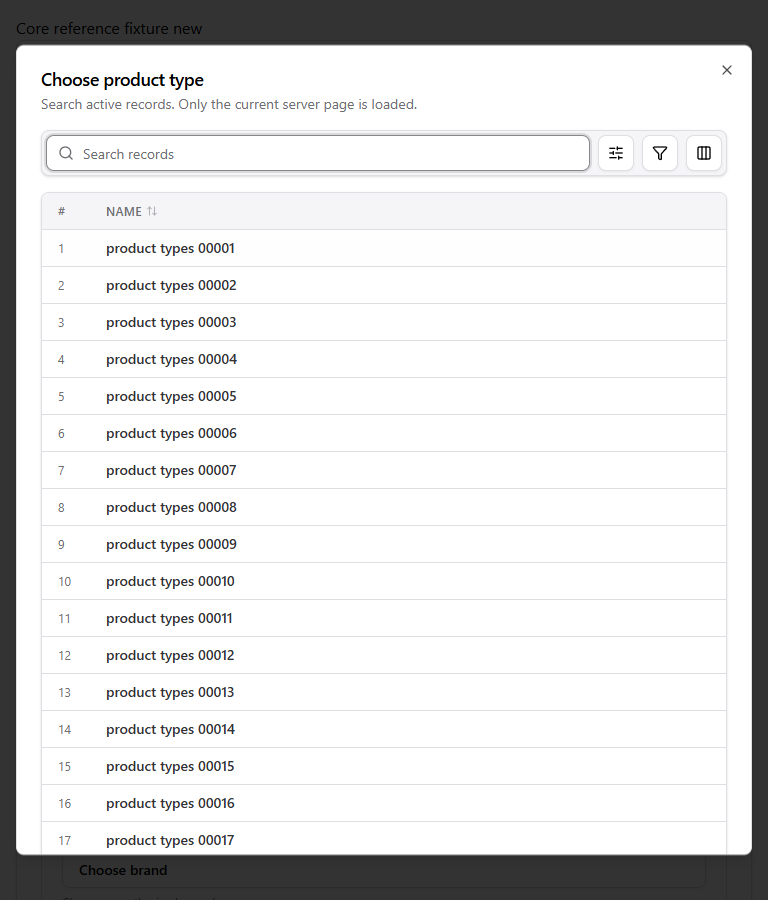 Core reference fixture new
Choose product type
Search active records. Only the current server page is loaded.
Search records
# NAME
1 product types 00001
2 product types 00002
3 product types 00003
4 product types 00004
5 product types 00005
6 product types 00006
7 product types 00007
8 product types 00008
9 product types 00009
10 product types 00010
11 product types 00011
12 product types 00012
13 product types 00013
14 product types 00014
15 product types 00015
16 product types 00016
17 product types 00017
Choose brand